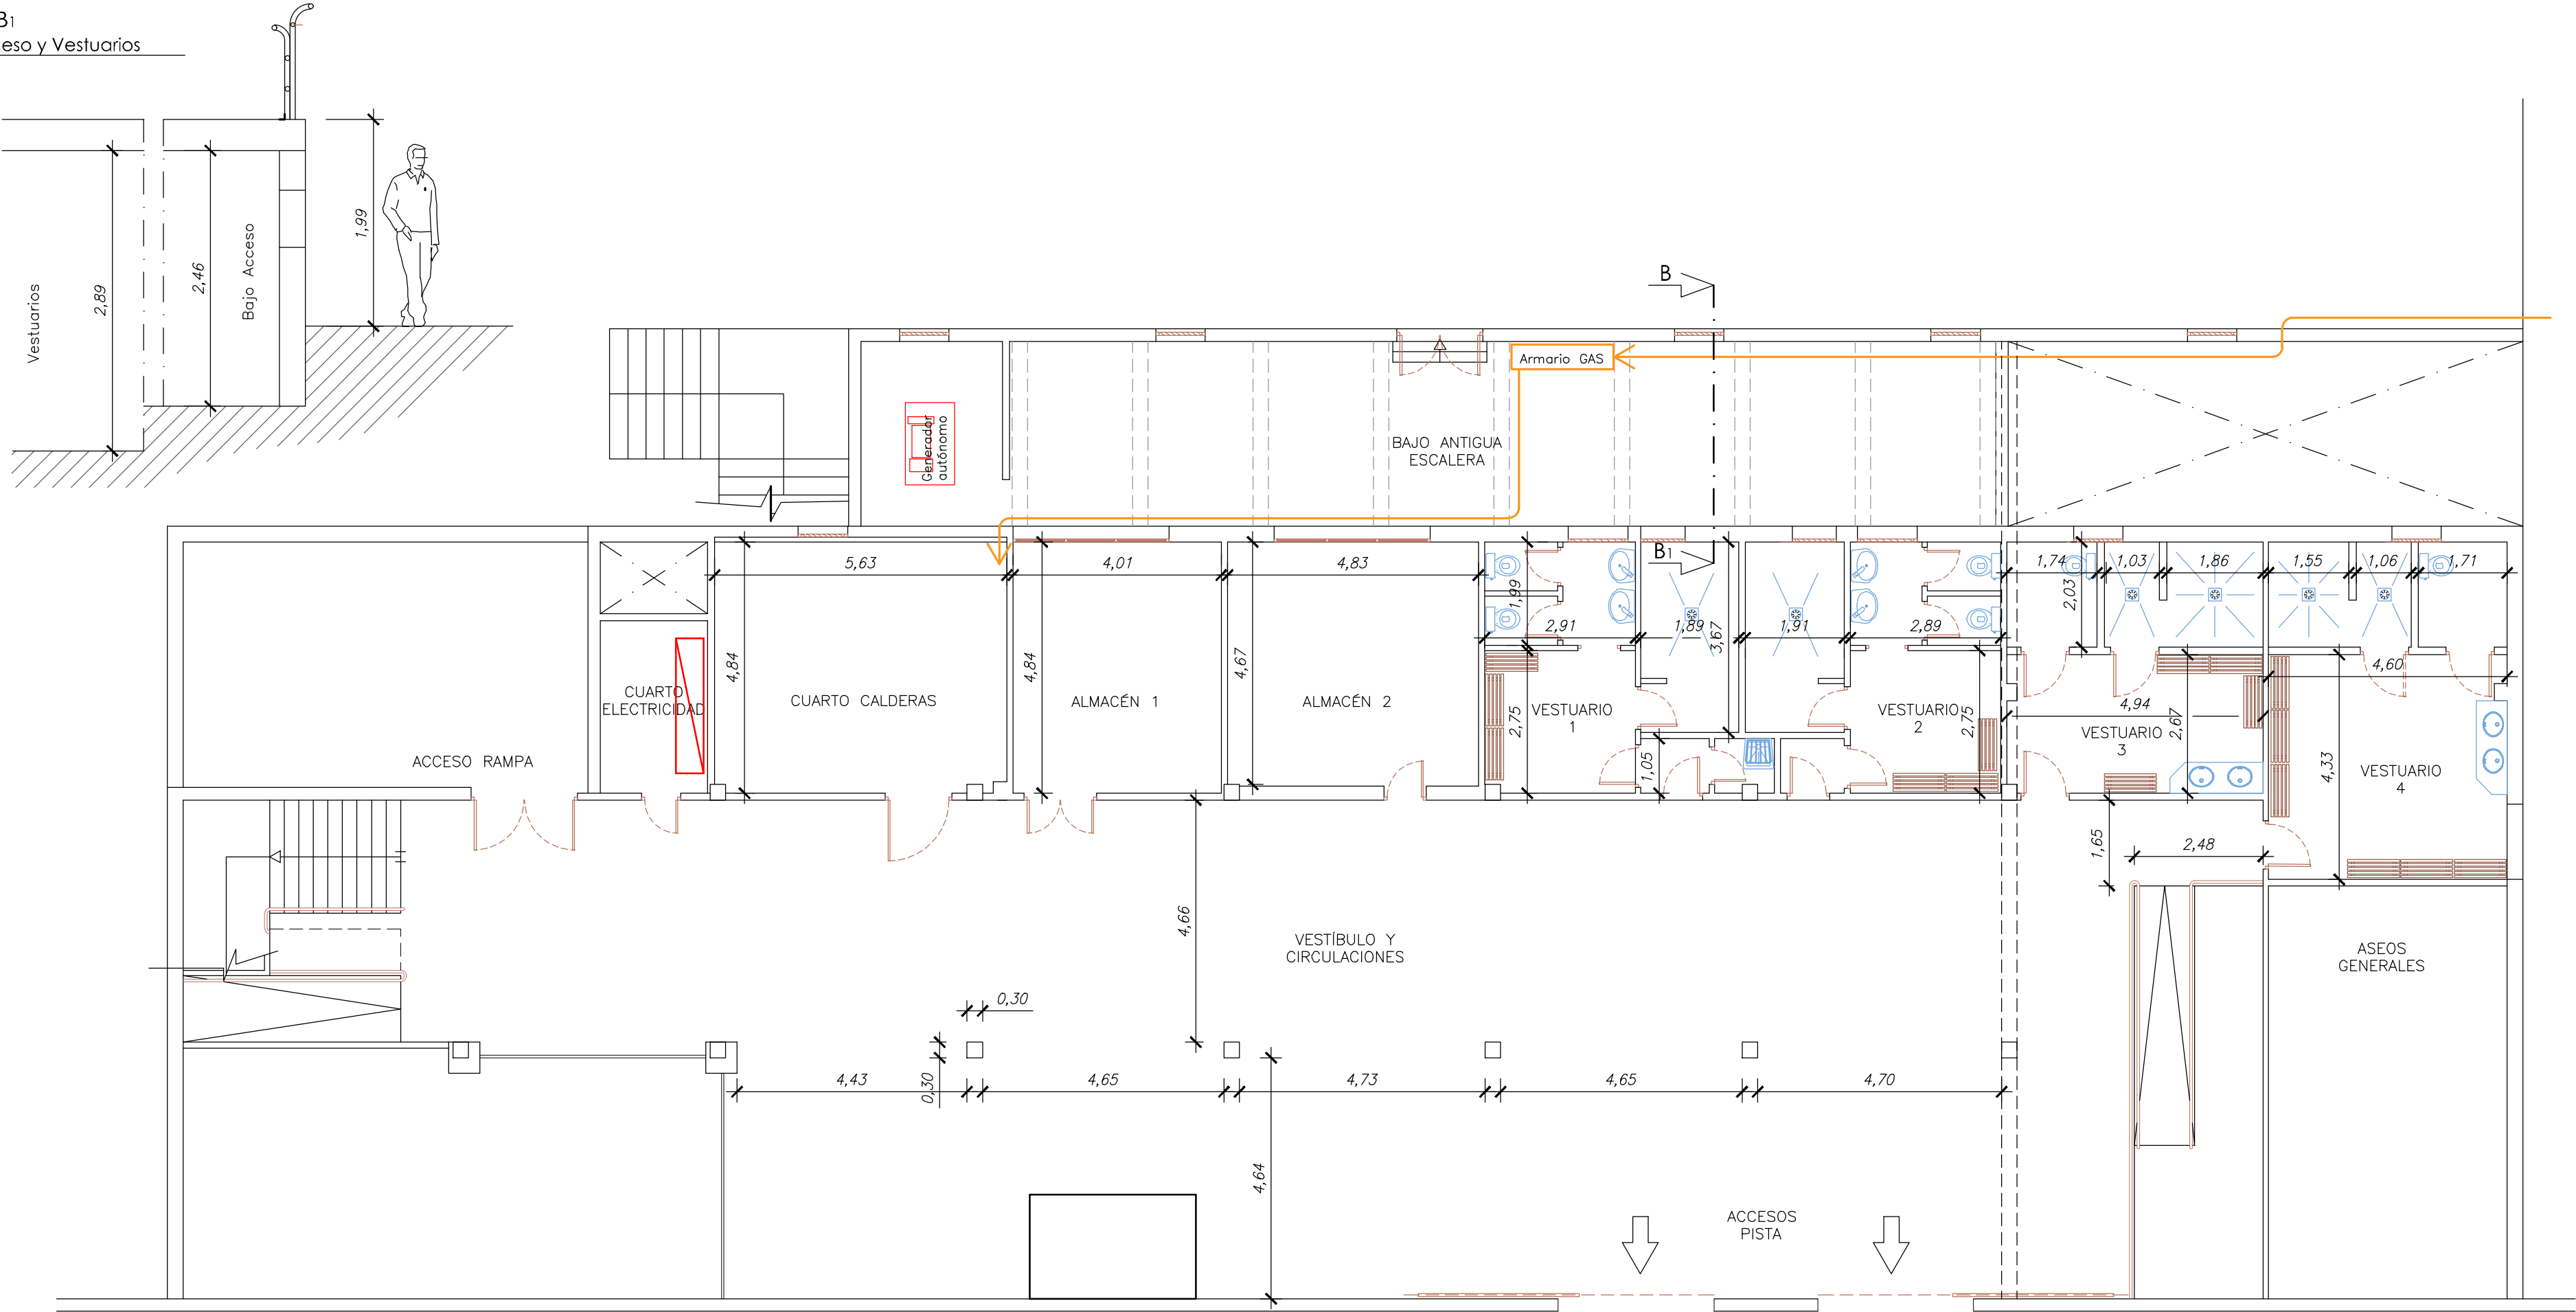 B1
eso y Vestuarios
Vestuarios
2,89
2,46
Bajo Acceso
1,99
B
Armario GAS
Generador
autónomo
BAJO ANTIGUA
ESCALERA
B1
5,63
4,01
4,83
1,99
2,91
1,89
3,67
1,91
2,89
1,74
2,03
1,03
1,86
1,55
1,06
1,71
4,60
4,84
4,84
4,67
CUARTO
ELECTRICIDAD
CUARTO CALDERAS
ALMACÉN 1
ALMACÉN 2
VESTUARIO
1
2,75
1,05
VESTUARIO
2
2,75
4,94
VESTUARIO
3
2,67
4,33
VESTUARIO
4
ACCESO RAMPA
1,65
2,48
4,66
VESTÍBULO Y
CIRCULACIONES
ASEOS
GENERALES
0,30
0,30
4,43
4,65
4,73
4,65
4,70
4,64
ACCESOS
PISTA